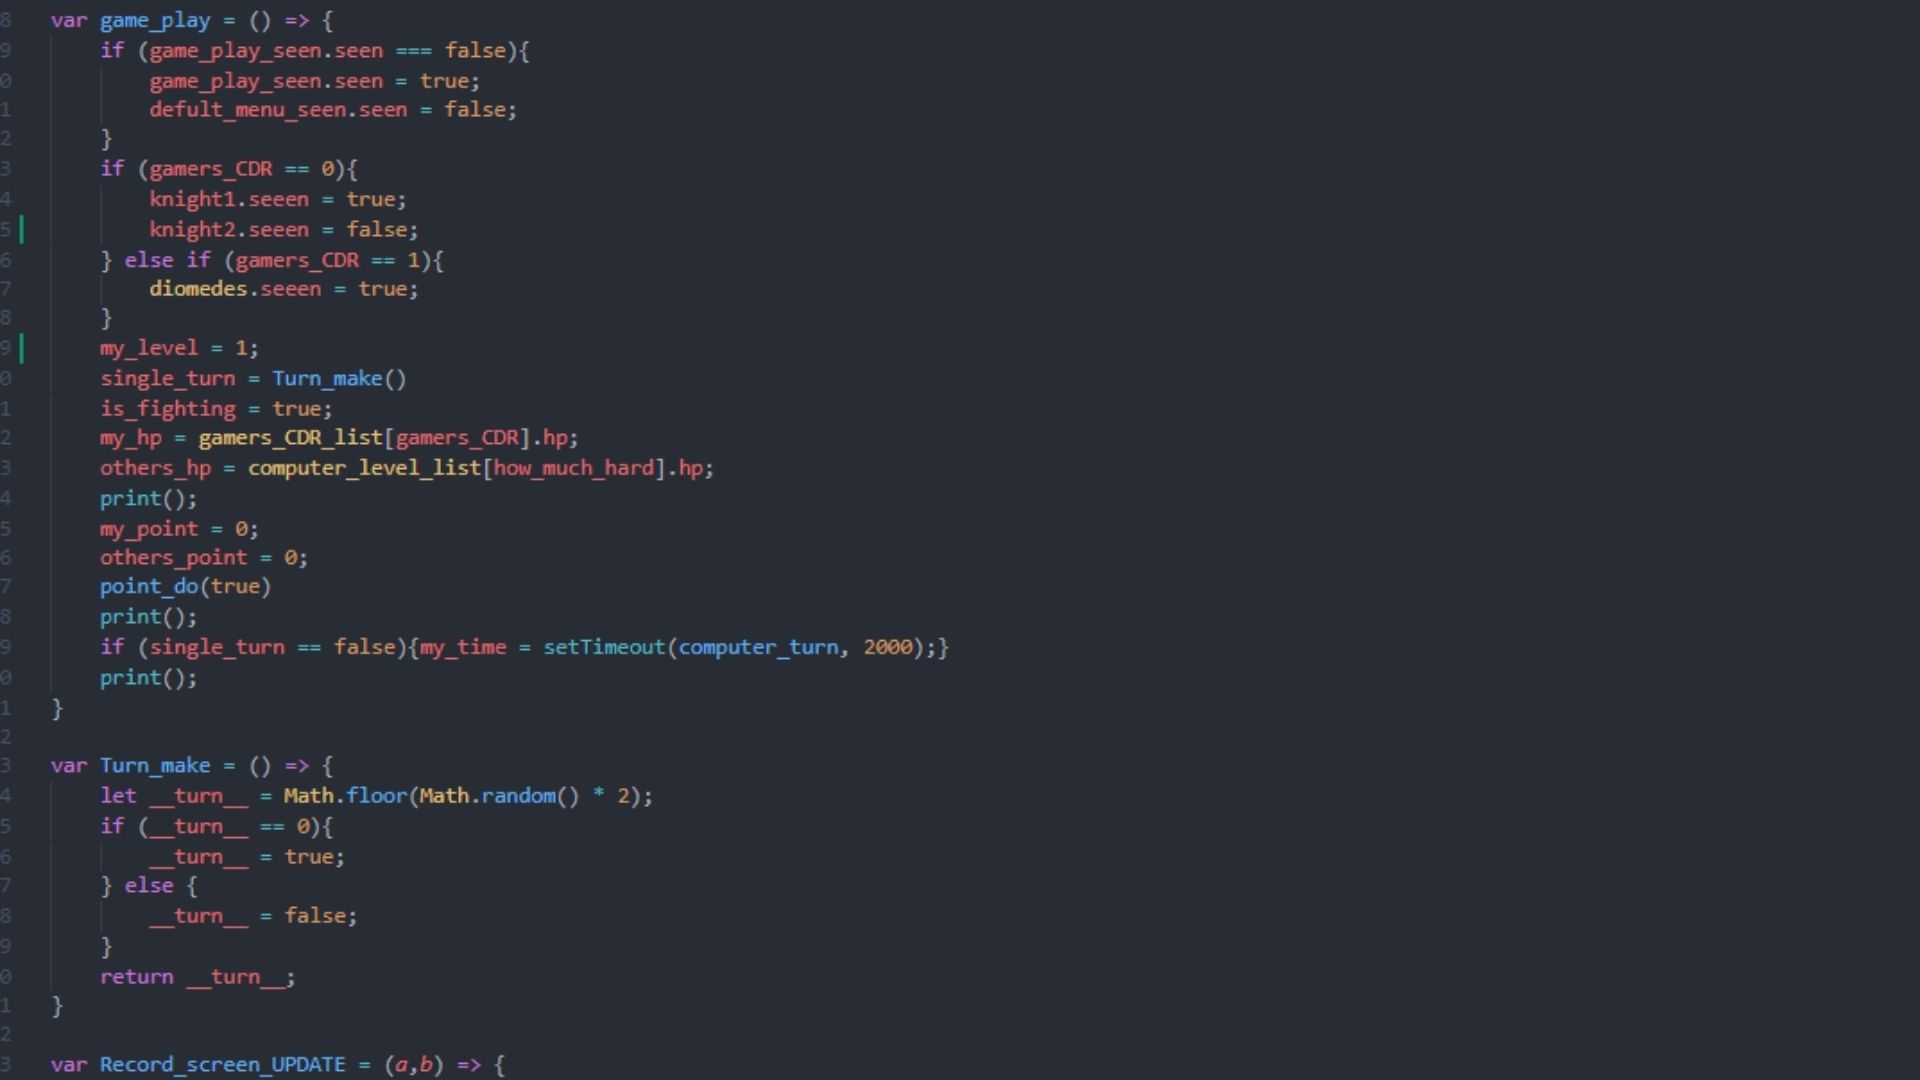 8 var game_play = () => {
9 if (game_play_seen.seen === false){
0 game_play_seen.seen = true;
1 defult_menu_seen.seen = false;
2 }
3 if (gamers_CDR == 0){
4 knight1.seeen = true;
5 knight2.seeen = false;
6 } else if (gamers_CDR == 1){
7 diomedes.seeen = true;
8 }
9 my_level = 1;
0 single_turn = Turn_make()
1 is_fighting = true;
2 my_hp = gamers_CDR_list[gamers_CDR].hp;
3 others_hp = computer_level_list[how_much_hard].hp;
4 print();
5 my_point = 0;
6 others_point = 0;
7 point_do(true)
8 print();
9 if (single_turn == false){my_time = setTimeout(computer_turn, 2000);}
0 print();
1 }
2
3 var Turn_make = () => {
4 let __turn__ = Math.floor(Math.random() * 2);
5 if (__turn__ == 0){
6 __turn__ = true;
7 } else {
8 __turn__ = false;
9 }
0 return __turn__;
1 }
2
3 var Record_screen_UPDATE = (a,b) => {